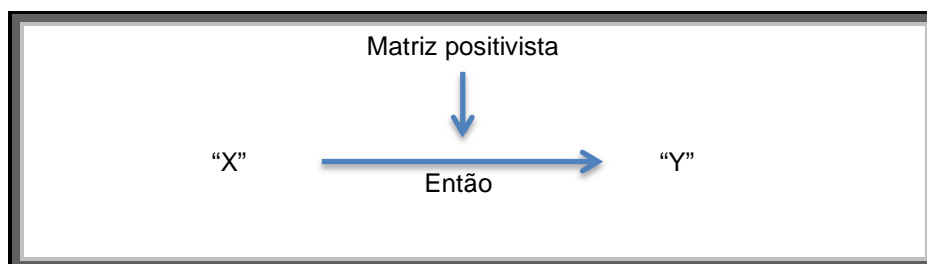 Matriz positivista
“X” “Y”
Então